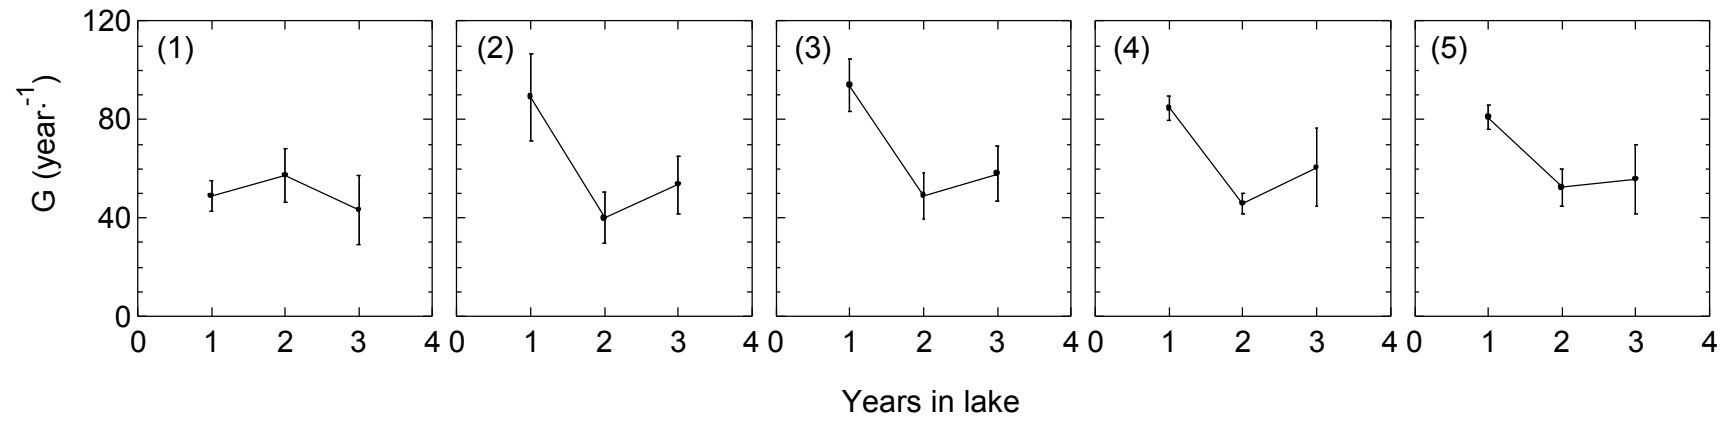 120
(1) (2) (3) (4) (5)
80
40
0
G (year·-1)
0 1 2 3 4 0 1 2 3 4 0 1 2 3 4 0 1 2 3 4 0 1 2 3 4
Years in lake